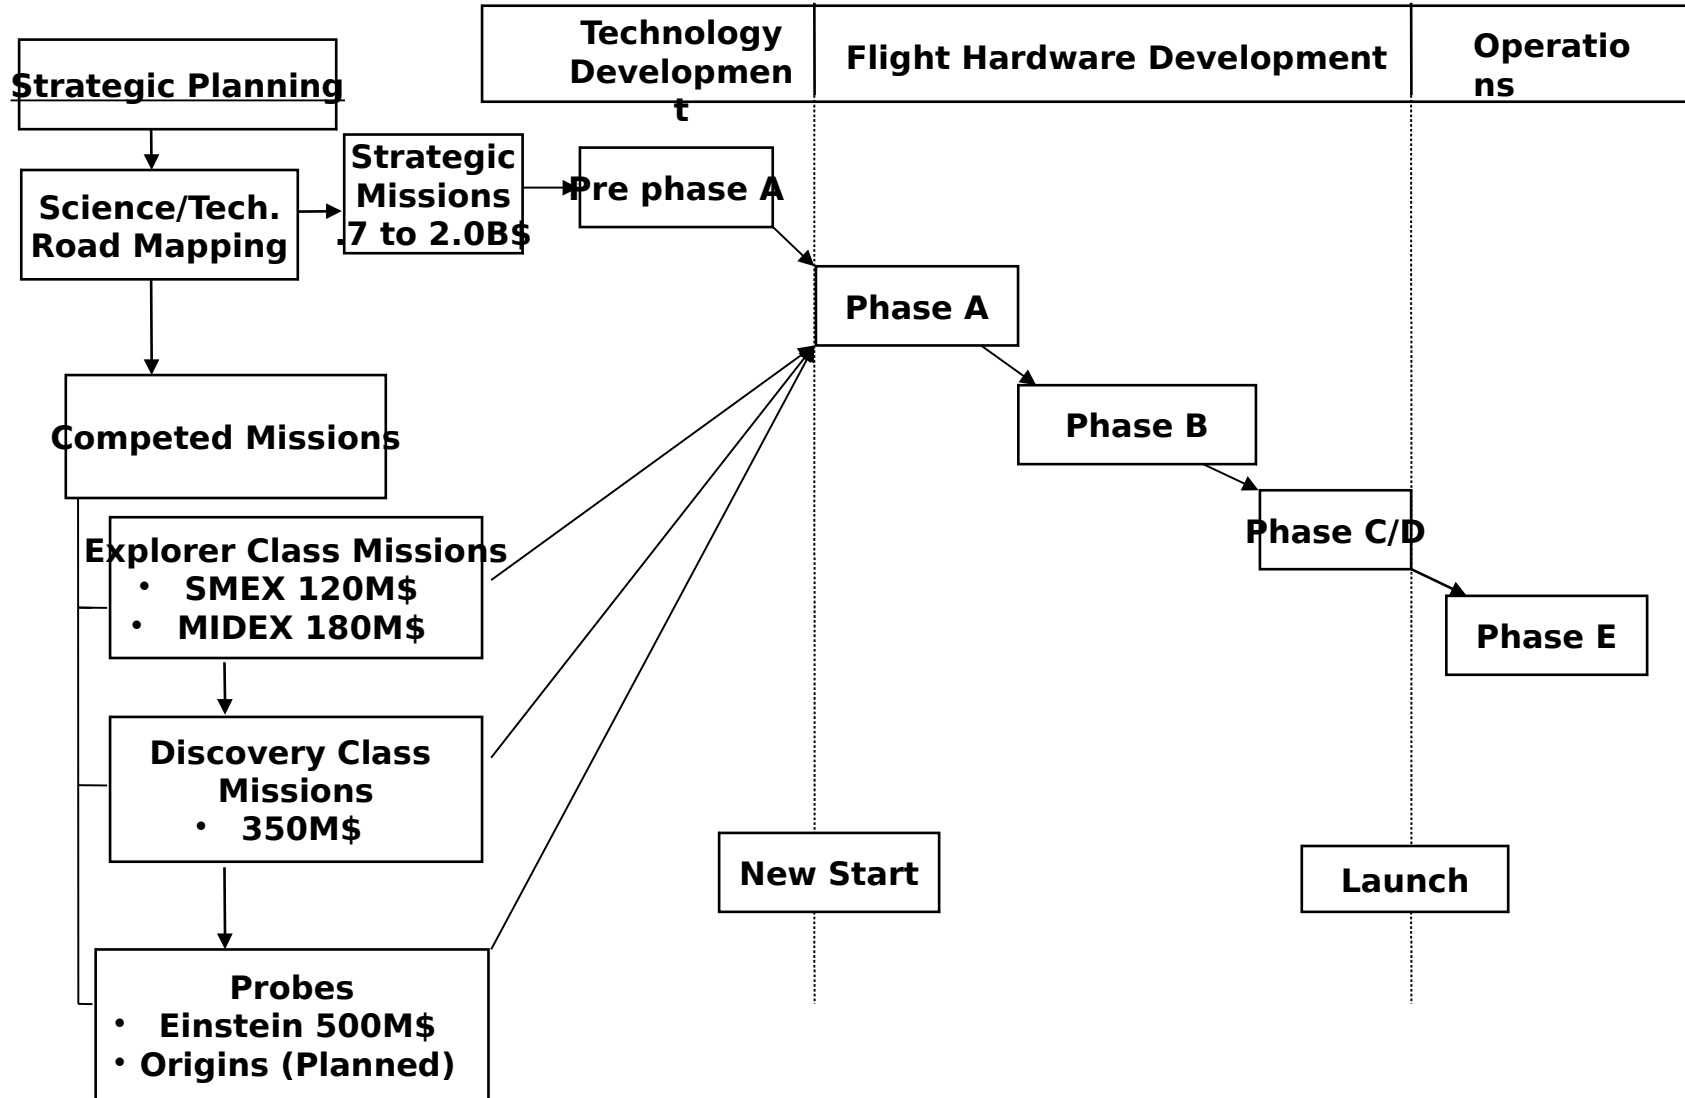 Technology
Developmen
t
Flight Hardware Development
Operatio
ns
Strategic Planning
Strategic
Missions
.7 to 2.0B$
Pre phase A
Science/Tech.
Road Mapping
Phase A
Competed Missions
Phase B
Explorer Class Missions
• SMEX 120M$
• MIDEX 180M$
Phase C/D
Phase E
Discovery Class
Missions
• 350M$
New Start
Launch
Probes
• Einstein 500M$
• Origins (Planned)